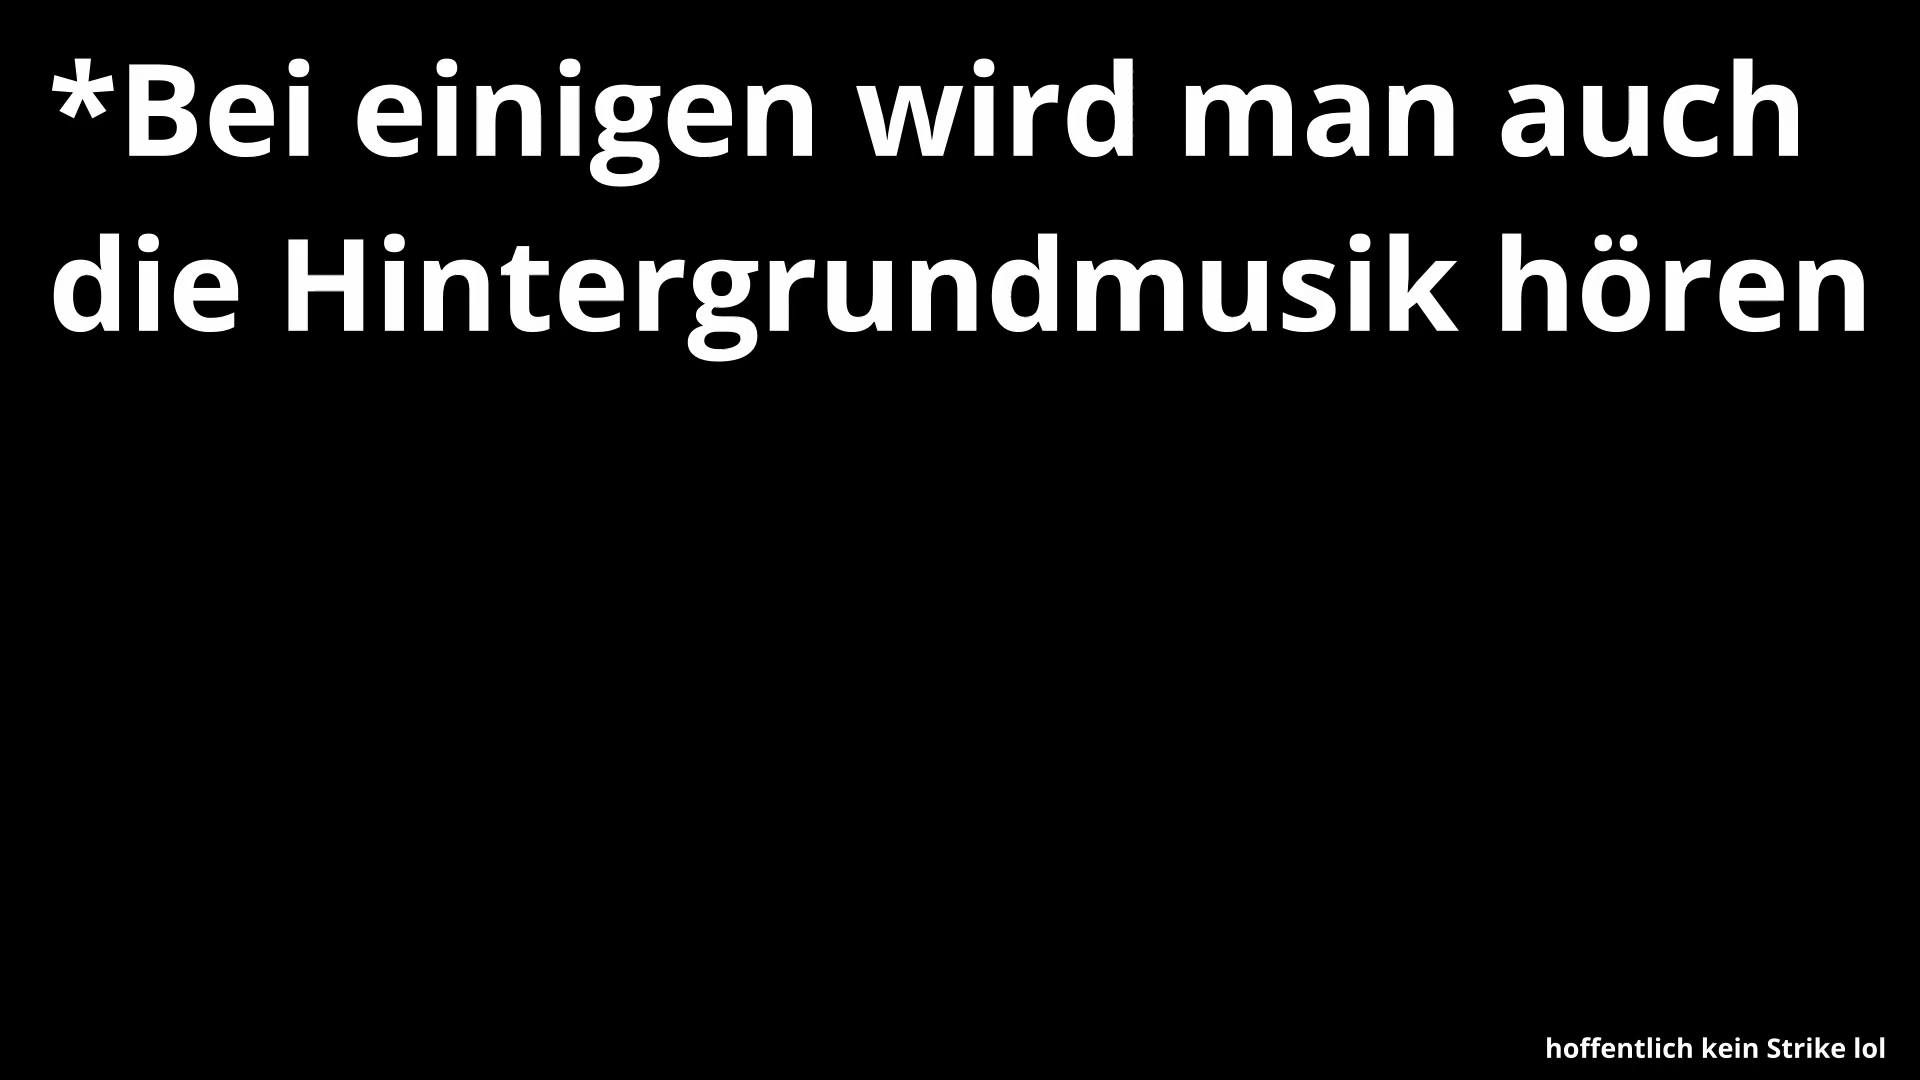 *Bei einigen wird man auch
die Hintergrundmusik hören
hoffentlich kein Strike lol